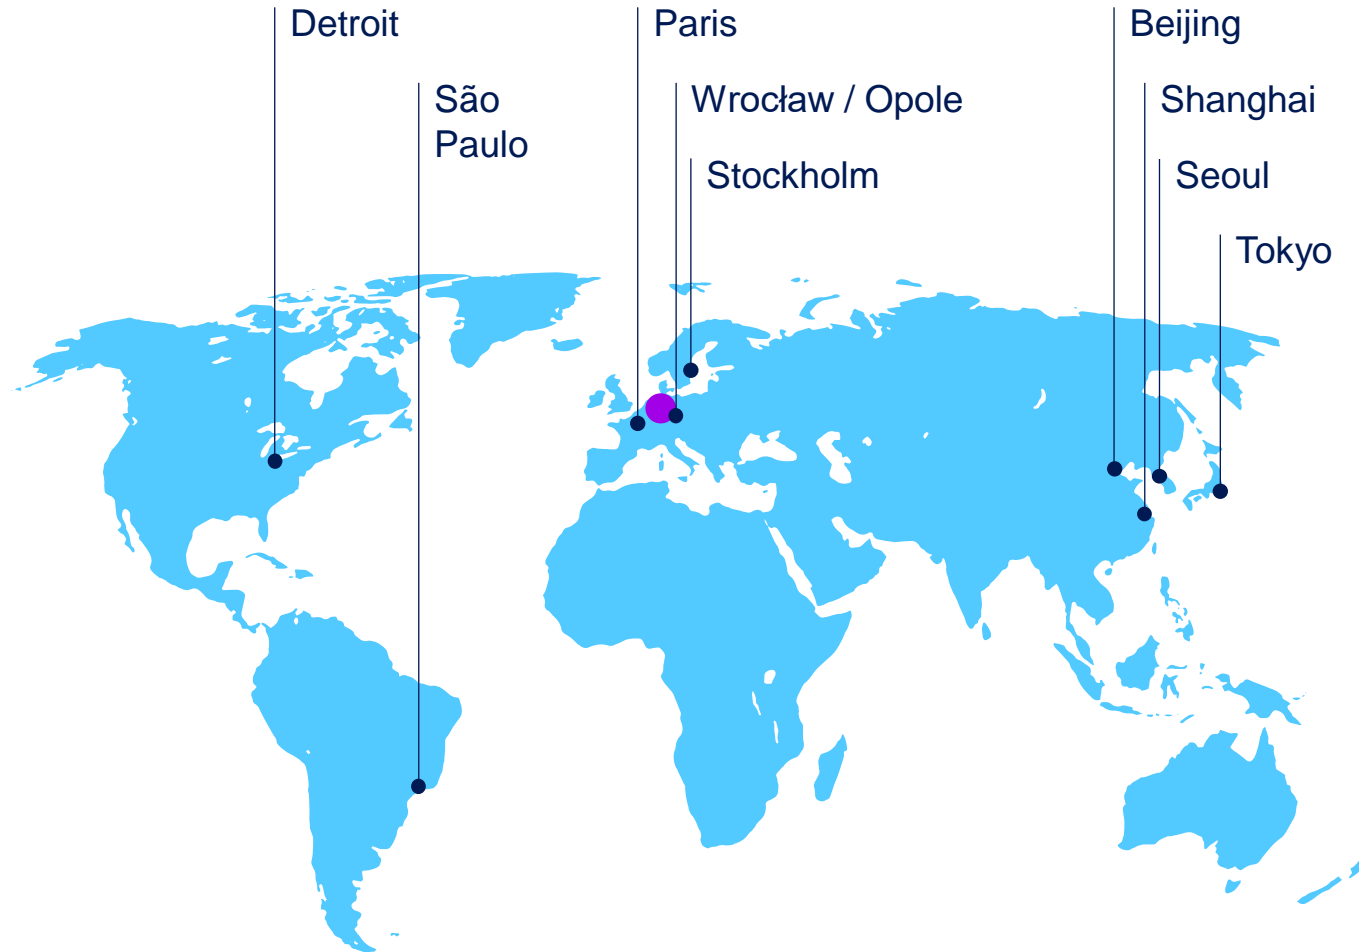 Detroit
Paris
Beijing
São
Paulo
Wrocław / Opole
Shanghai
Stockholm
Seoul
Tokyo